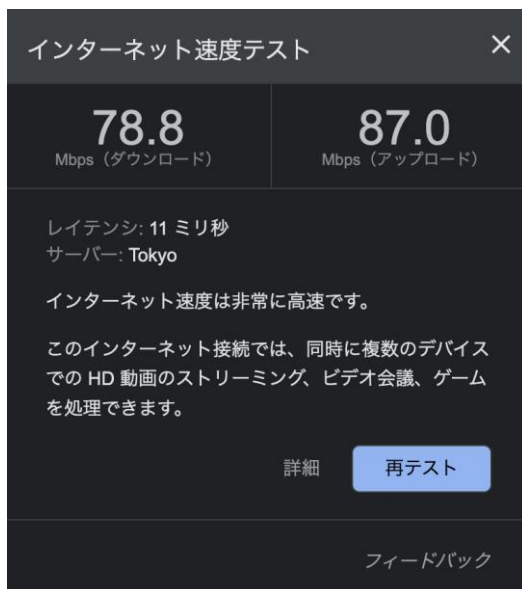 インターネット速度テスト ×
78.8 87.0
Mbps（ダウンロード） Mbps（アップロード）
レイテンシ: 11 ミリ秒
サーバー: Tokyo
インターネット速度は非常に高速です。
このインターネット接続では、同時に複数のデバイス
での HD 動画のストリーミング、ビデオ会議、ゲーム
を処理できます。
詳細 再テスト
フィードバック